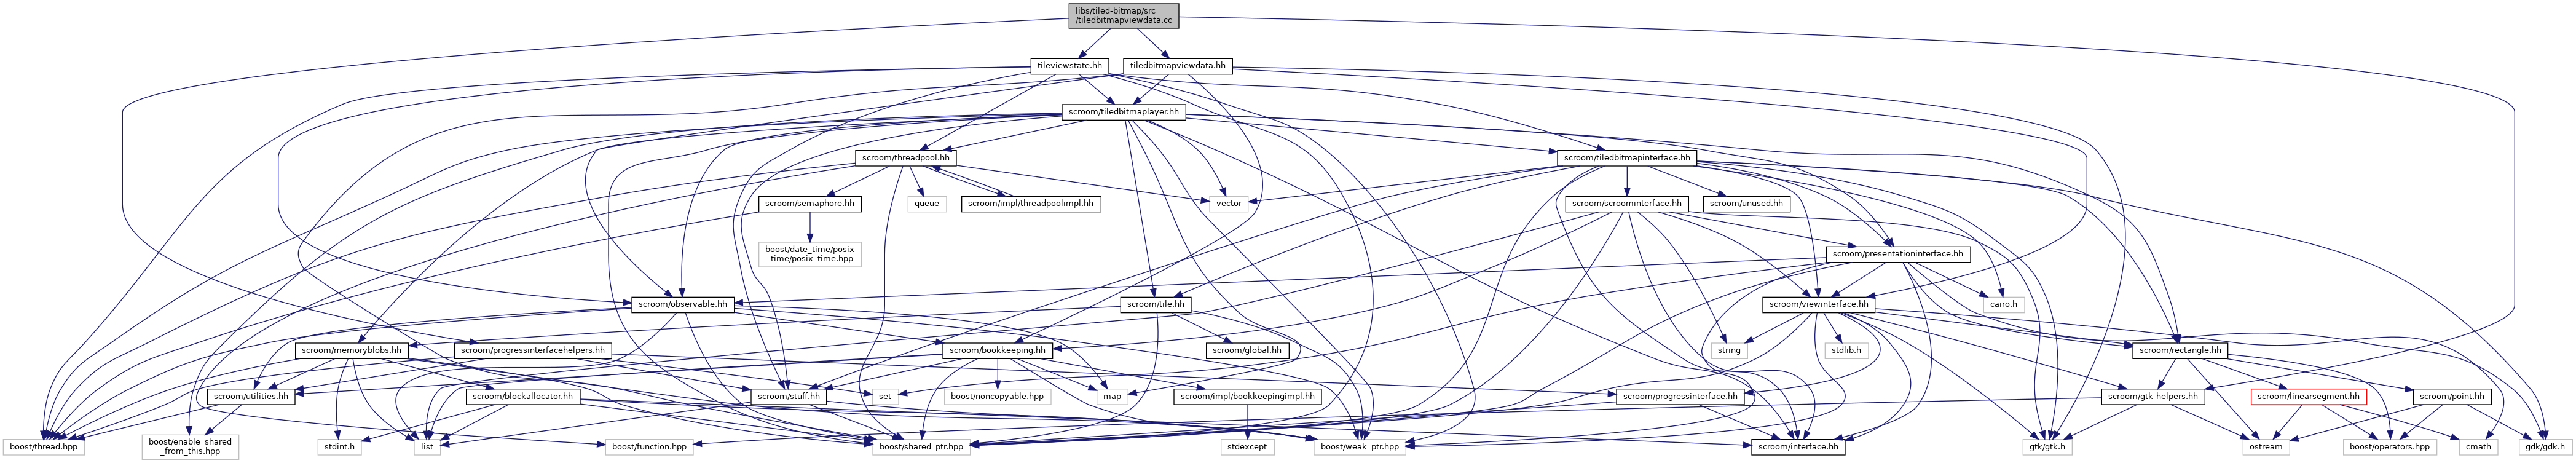 libs/tiled-bitmap/src
/tiledbitmapviewdata.cc
tileviewstate.hh
tiledbitmapviewdata.hh
scroom/tiledbitmaplayer.hh
scroom/threadpool.hh
scroom/tiledbitmapinterface.hh
scroom/semaphore.hh
queue
scroom/impl/threadpoolimpl.hh
vector
scroom/scroominterface.hh
scroom/unused.hh
boost/date_time/posix
_time/posix_time.hpp
scroom/presentationinterface.hh
scroom/observable.hh
scroom/tile.hh
scroom/viewinterface.hh
cairo.h
scroom/memoryblobs.hh
scroom/progressinterfacehelpers.hh
scroom/bookkeeping.hh
scroom/global.hh
string
stdlib.h
scroom/rectangle.hh
scroom/utilities.hh
scroom/blockallocator.hh
scroom/stuff.hh
set
boost/noncopyable.hpp
map
scroom/impl/bookkeepingimpl.hh
scroom/progressinterface.hh
scroom/gtk-helpers.hh
scroom/linearsegment.hh
scroom/point.hh
boost/thread.hpp
boost/enable_shared
_from_this.hpp
stdint.h
list
boost/function.hpp
boost/shared_ptr.hpp
scroom/interface.hh
stdexcept
boost/weak_ptr.hpp
gtk/gtk.h
ostream
boost/operators.hpp
cmath
gdk/gdk.h